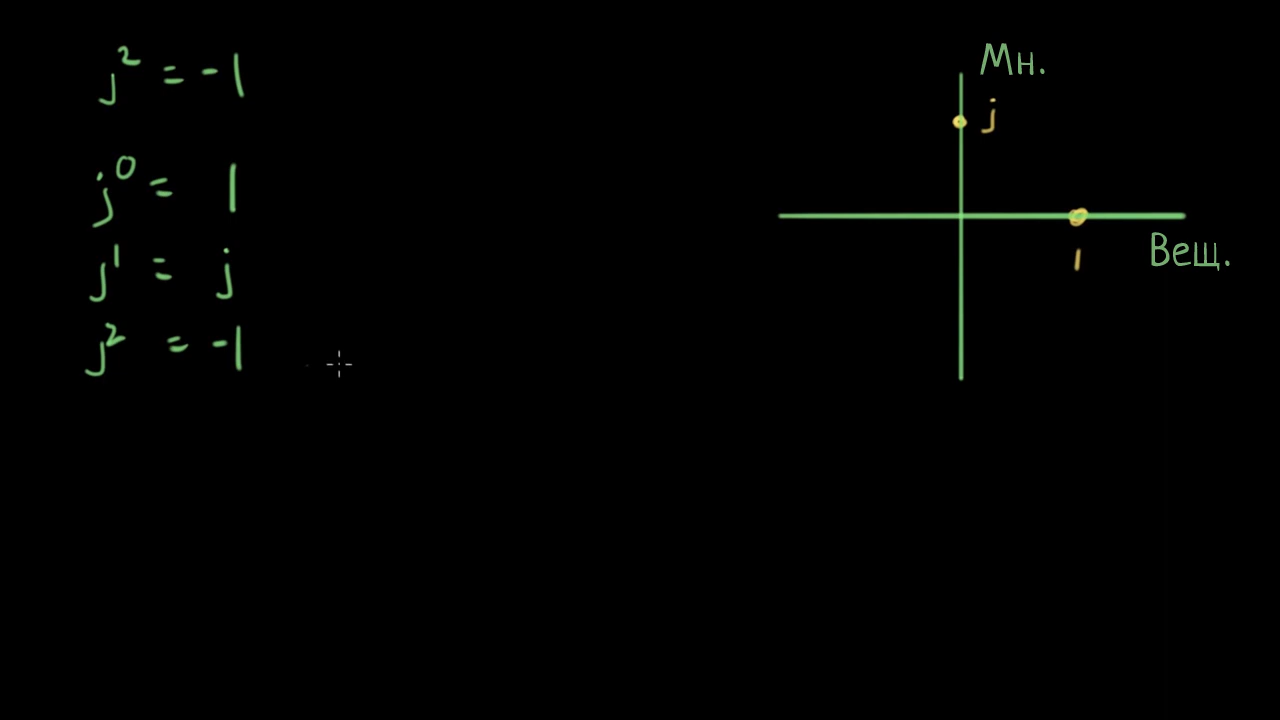 j² = -1
j⁰ = 1
j¹ = j
j² = -1
Мн.
j
1
Вещ.